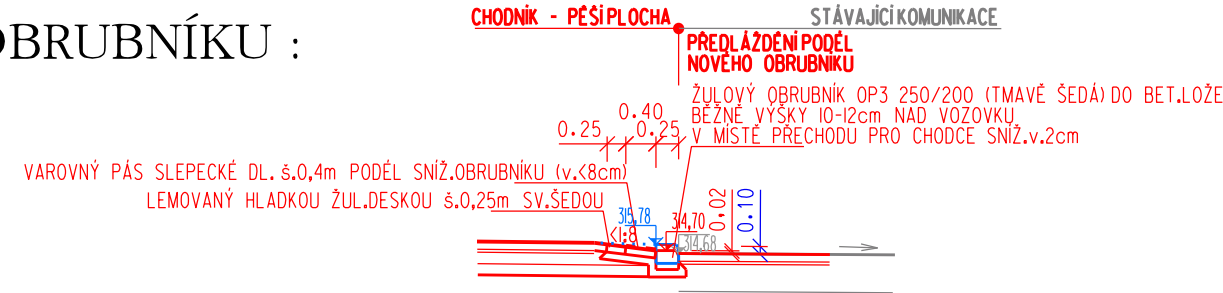 OBRUBNÍKU :
CHODNÍK - PĚŠÍ PLOCHA
STÁVAJÍCÍ KOMUNIKACE
PŘEDLÁŽDĚNÍ PODÉL
NOVÉHO OBRUBNÍKU
ŽULOVÝ OBRUBNÍK OP3 250/200 (TMAVĚ ŠEDÁ) DO BET.LOŽE
BĚŽNĚ VÝŠKY 10-12cm NAD VOZOVKU
V MÍSTĚ PŘECHODU PRO CHODCE SNÍŽ.v.2cm
0.40
0.25 0.25
VAROVNÝ PÁS SLEPECKÉ DL. š.0,4m PODÉL SNÍŽ.OBRUBNÍKU (v.<8cm)
LEMOVANÝ HLADKOU ŽUL.DESKOU š.0,25m SV.ŠEDOU
315,78
314,70
0.02
0.10
<1:8
314.68